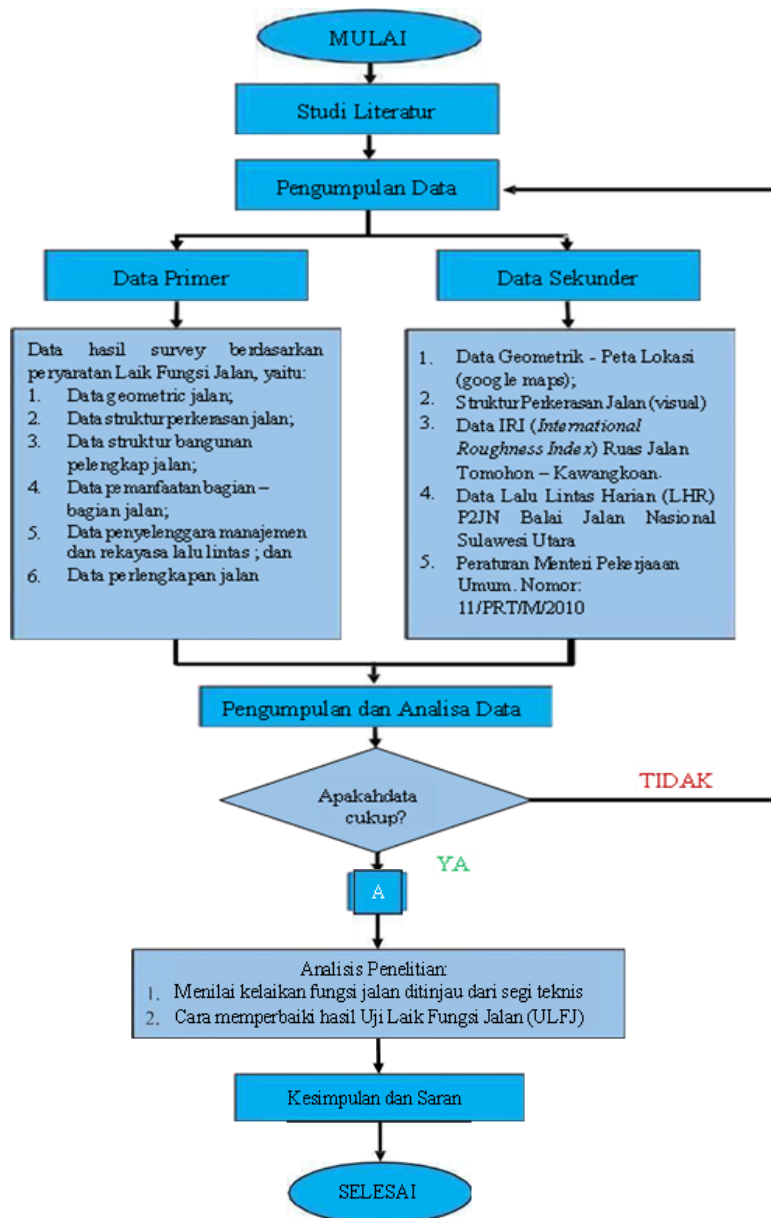 MULAI
Studi Literatur
Pengumpulan Data
Data Primer
Data hasil survey berdasarkan
peryaratan Laik Fungsi Jalan, yaitu:
1. Data geometric jalan;
2. Data struktur perkerasan jalan;
3. Data struktur bangunan
pelengkap jalan;
4. Data pemanfaatan bagian –
bagian jalan;
5. Data penyelenggara manajemen
dan rekayasa lalu lintas ; dan
6. Data perlengkapan jalan
Data Sekunder
1. Data Geometrik - Peta Lokasi
(google maps);
2. Struktur Perkerasan Jalan (visual)
3. Data IRI (International
Roughness Index) Ruas Jalan
Tomohon – Kawangkoan.
4. Data Lalu Lintas Harian (LHR)
P2JN Balai Jalan Nasional
Sulawesi Utara
5. Peraturan Menteri Pekerjaaan
Umum. Nomor:
11/PRT/M/2010
Pengumpulan dan Analisa Data
Apakahdata
cukup?
TIDAK
YA
A
Analisis Penelitian:
1. Menilai kelaikan fungsi jalan ditinjau dari segi teknis
2. Cara memperbaiki hasil Uji Laik Fungsi Jalan (ULFJ)
Kesimpulan dan Saran
SELESAI